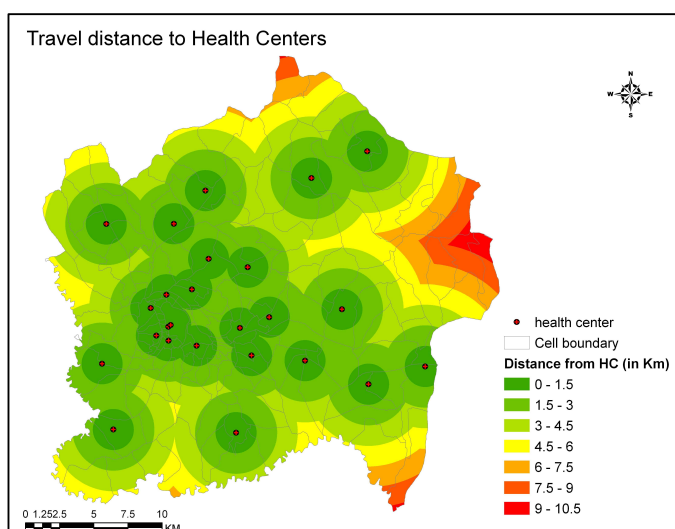 Travel distance to Health Centers
N
W E
S
health center
Cell boundary
Distance from HC (in Km)
0 - 1.5
1.5 - 3
3 - 4.5
4.5 - 6
6 - 7.5
7.5 - 9
9 - 10.5
0 1.252.5 5 7.5 10
KM